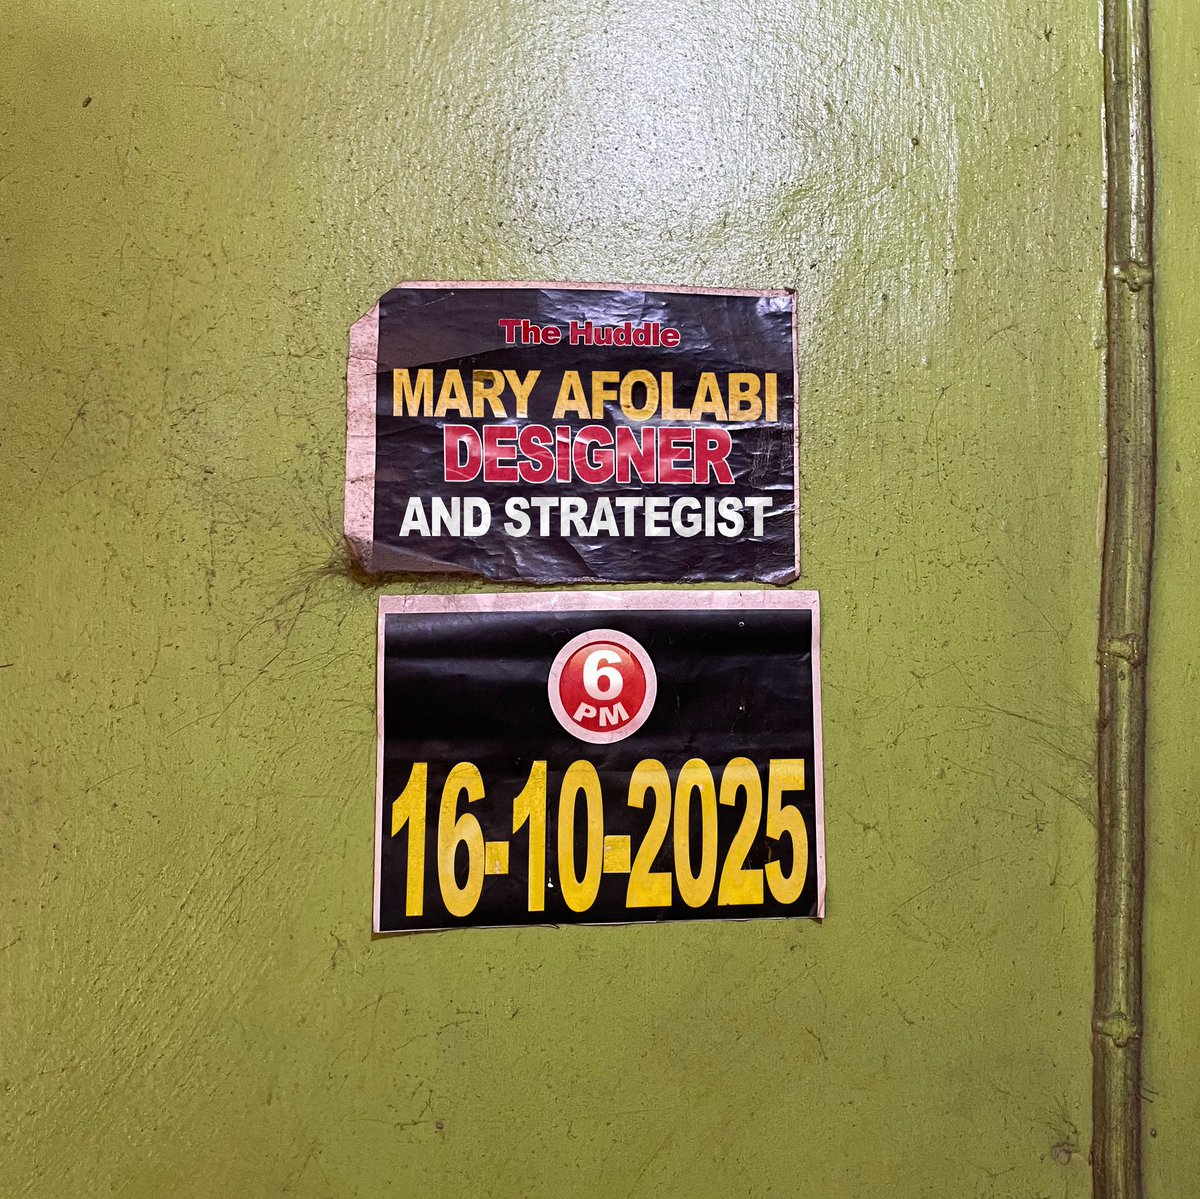 The Huddle
MARY AFOLABI
DESIGNER
AND STRATEGIST
6
PM
16-10-2025